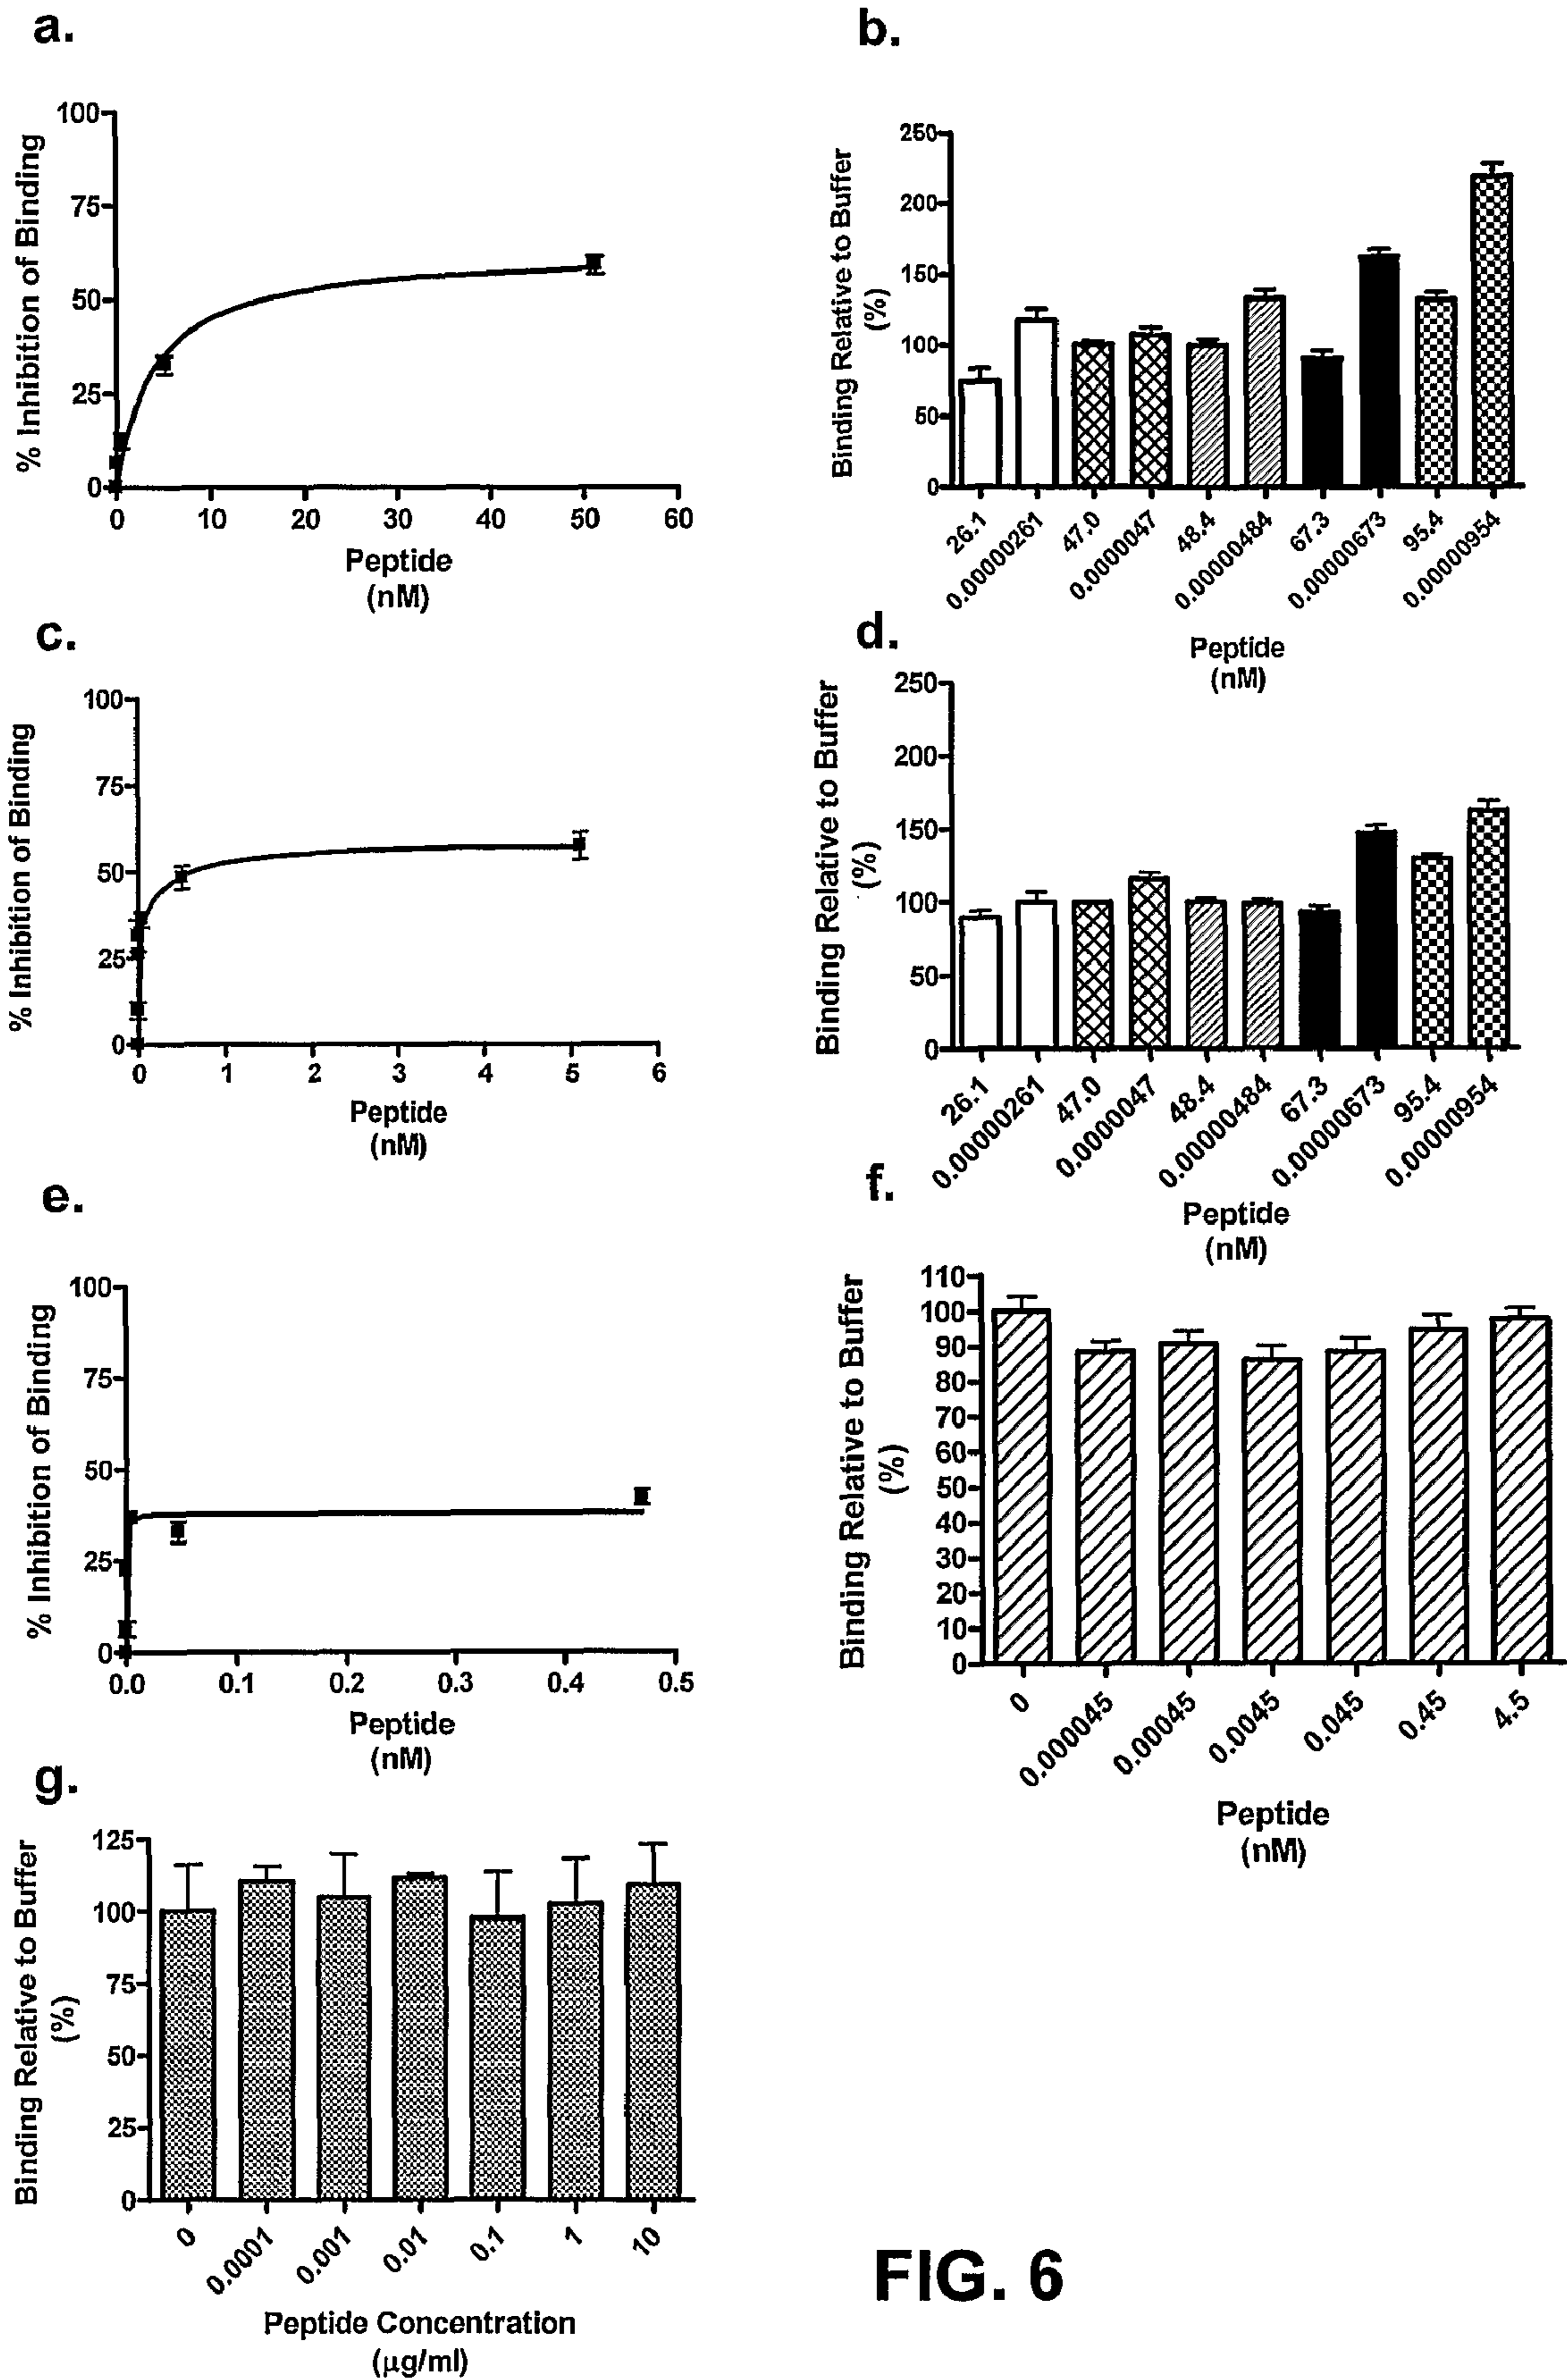 a.
% Inhibition of Binding
100
75
50
25
0
0 10 20 30 40 50 60
Peptide
(nM)
b.
Binding Relative to Buffer
(%)
250
200
150
100
50
0
26.1 0.00000261 47.0 0.0000047 48.4 0.00000484 67.3 0.00000673 95.4 0.00000954
Peptide
(nM)
c.
% Inhibition of Binding
100
75
50
25
0
0 1 2 3 4 5 6
Peptide
(nM)
d.
Binding Relative to Buffer
(%)
250
200
150
100
50
0
26.1 0.00000261 47.0 0.0000047 48.4 0.00000484 67.3 0.00000673 95.4 0.00000954
Peptide
(nM)
e.
% Inhibition of Binding
100
75
50
25
0
0.0 0.1 0.2 0.3 0.4 0.5
Peptide
(nM)
f.
Binding Relative to Buffer
(%)
110
100
90
80
70
60
50
40
30
20
10
0
0 0.000045 0.00045 0.0045 0.045 0.45 4.5
Peptide
(nM)
g.
Binding Relative to Buffer
(%)
125
100
75
50
25
0
0 0.0001 0.001 0.01 0.1 1 10
Peptide Concentration
(µg/ml)
FIG. 6